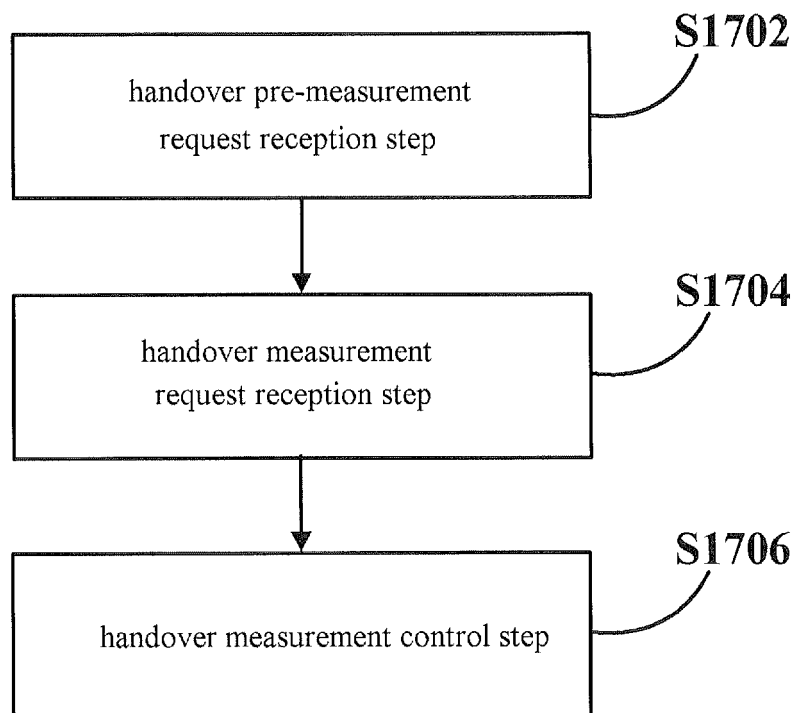 S1702
handover pre-measurement
request reception step
S1704
handover measurement
request reception step
S1706
handover measurement control step